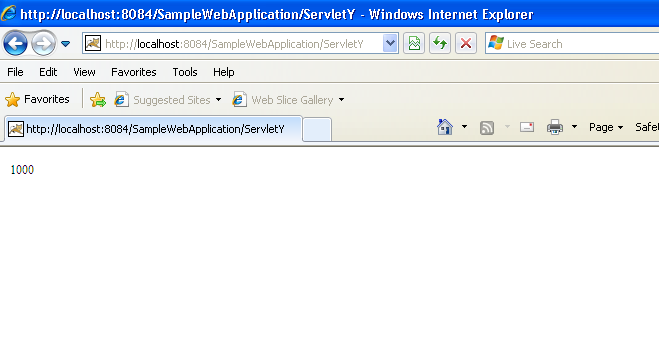 http://localhost:8084/SampleWebApplication/ServletY - Windows Internet Explorer
http://localhost:8084/SampleWebApplication/ServletY Live Search
File Edit View Favorites Tools Help
Favorites Suggested Sites Web Slice Gallery
http://localhost:8084/SampleWebApplication/ServletY Page Safet
1000